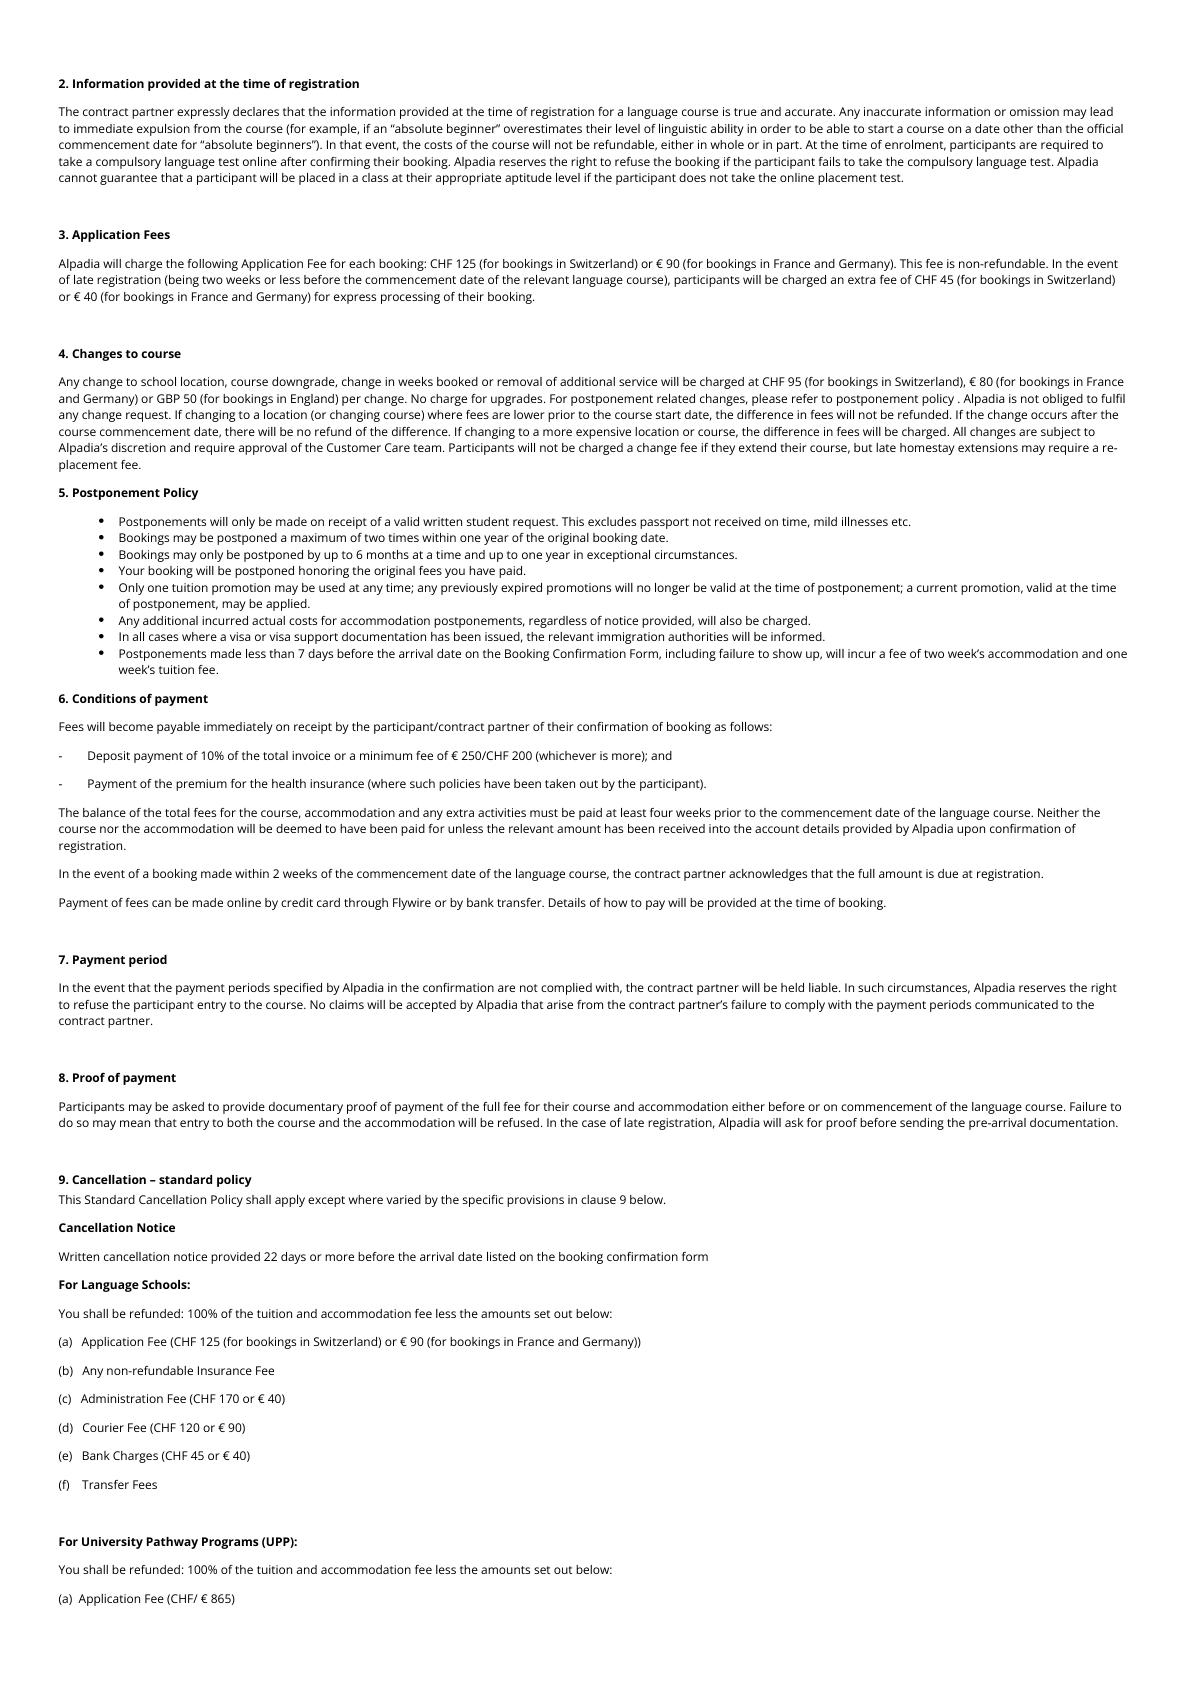 2. Information provided at the time of registration
The contract partner expressly declares that the information provided at the time of registration for a language course is true and accurate. Any inaccurate information or omission may lead
to immediate expulsion from the course (for example, if an “absolute beginner” overestimates their level of linguistic ability in order to be able to start a course on a date other than the official
commencement date for “absolute beginners”). In that event, the costs of the course will not be refundable, either in whole or in part. At the time of enrolment, participants are required to
take a compulsory language test online after confirming their booking. Alpadia reserves the right to refuse the booking if the participant fails to take the compulsory language test. Alpadia
cannot guarantee that a participant will be placed in a class at their appropriate aptitude level if the participant does not take the online placement test.
3. Application Fees
Alpadia will charge the following Application Fee for each booking: CHF 125 (for bookings in Switzerland) or € 90 (for bookings in France and Germany). This fee is non-refundable. In the event
of late registration (being two weeks or less before the commencement date of the relevant language course), participants will be charged an extra fee of CHF 45 (for bookings in Switzerland)
or € 40 (for bookings in France and Germany) for express processing of their booking.
4. Changes to course
Any change to school location, course downgrade, change in weeks booked or removal of additional service will be charged at CHF 95 (for bookings in Switzerland), € 80 (for bookings in France
and Germany) or GBP 50 (for bookings in England) per change. No charge for upgrades. For postponement related changes, please refer to postponement policy . Alpadia is not obliged to fulfil
any change request. If changing to a location (or changing course) where fees are lower prior to the course start date, the difference in fees will not be refunded. If the change occurs after the
course commencement date, there will be no refund of the difference. If changing to a more expensive location or course, the difference in fees will be charged. All changes are subject to
Alpadia’s discretion and require approval of the Customer Care team. Participants will not be charged a change fee if they extend their course, but late homestay extensions may require a re-
placement fee.
5. Postponement Policy
• Postponements will only be made on receipt of a valid written student request. This excludes passport not received on time, mild illnesses etc.
• Bookings may be postponed a maximum of two times within one year of the original booking date.
• Bookings may only be postponed by up to 6 months at a time and up to one year in exceptional circumstances.
• Your booking will be postponed honoring the original fees you have paid.
• Only one tuition promotion may be used at any time; any previously expired promotions will no longer be valid at the time of postponement; a current promotion, valid at the time
of postponement, may be applied.
• Any additional incurred actual costs for accommodation postponements, regardless of notice provided, will also be charged.
• In all cases where a visa or visa support documentation has been issued, the relevant immigration authorities will be informed.
• Postponements made less than 7 days before the arrival date on the Booking Confirmation Form, including failure to show up, will incur a fee of two week’s accommodation and one
week’s tuition fee.
6. Conditions of payment
Fees will become payable immediately on receipt by the participant/contract partner of their confirmation of booking as follows:
- Deposit payment of 10% of the total invoice or a minimum fee of € 250/CHF 200 (whichever is more); and
- Payment of the premium for the health insurance (where such policies have been taken out by the participant).
The balance of the total fees for the course, accommodation and any extra activities must be paid at least four weeks prior to the commencement date of the language course. Neither the
course nor the accommodation will be deemed to have been paid for unless the relevant amount has been received into the account details provided by Alpadia upon confirmation of
registration.
In the event of a booking made within 2 weeks of the commencement date of the language course, the contract partner acknowledges that the full amount is due at registration.
Payment of fees can be made online by credit card through Flywire or by bank transfer. Details of how to pay will be provided at the time of booking.
7. Payment period
In the event that the payment periods specified by Alpadia in the confirmation are not complied with, the contract partner will be held liable. In such circumstances, Alpadia reserves the right
to refuse the participant entry to the course. No claims will be accepted by Alpadia that arise from the contract partner’s failure to comply with the payment periods communicated to the
contract partner.
8. Proof of payment
Participants may be asked to provide documentary proof of payment of the full fee for their course and accommodation either before or on commencement of the language course. Failure to
do so may mean that entry to both the course and the accommodation will be refused. In the case of late registration, Alpadia will ask for proof before sending the pre-arrival documentation.
9. Cancellation – standard policy
This Standard Cancellation Policy shall apply except where varied by the specific provisions in clause 9 below.
Cancellation Notice
Written cancellation notice provided 22 days or more before the arrival date listed on the booking confirmation form
For Language Schools:
You shall be refunded: 100% of the tuition and accommodation fee less the amounts set out below:
(a) Application Fee (CHF 125 (for bookings in Switzerland) or € 90 (for bookings in France and Germany))
(b) Any non-refundable Insurance Fee
(c) Administration Fee (CHF 170 or € 40)
(d) Courier Fee (CHF 120 or € 90)
(e) Bank Charges (CHF 45 or € 40)
(f) Transfer Fees
For University Pathway Programs (UPP):
You shall be refunded: 100% of the tuition and accommodation fee less the amounts set out below:
(a) Application Fee (CHF/ € 865)